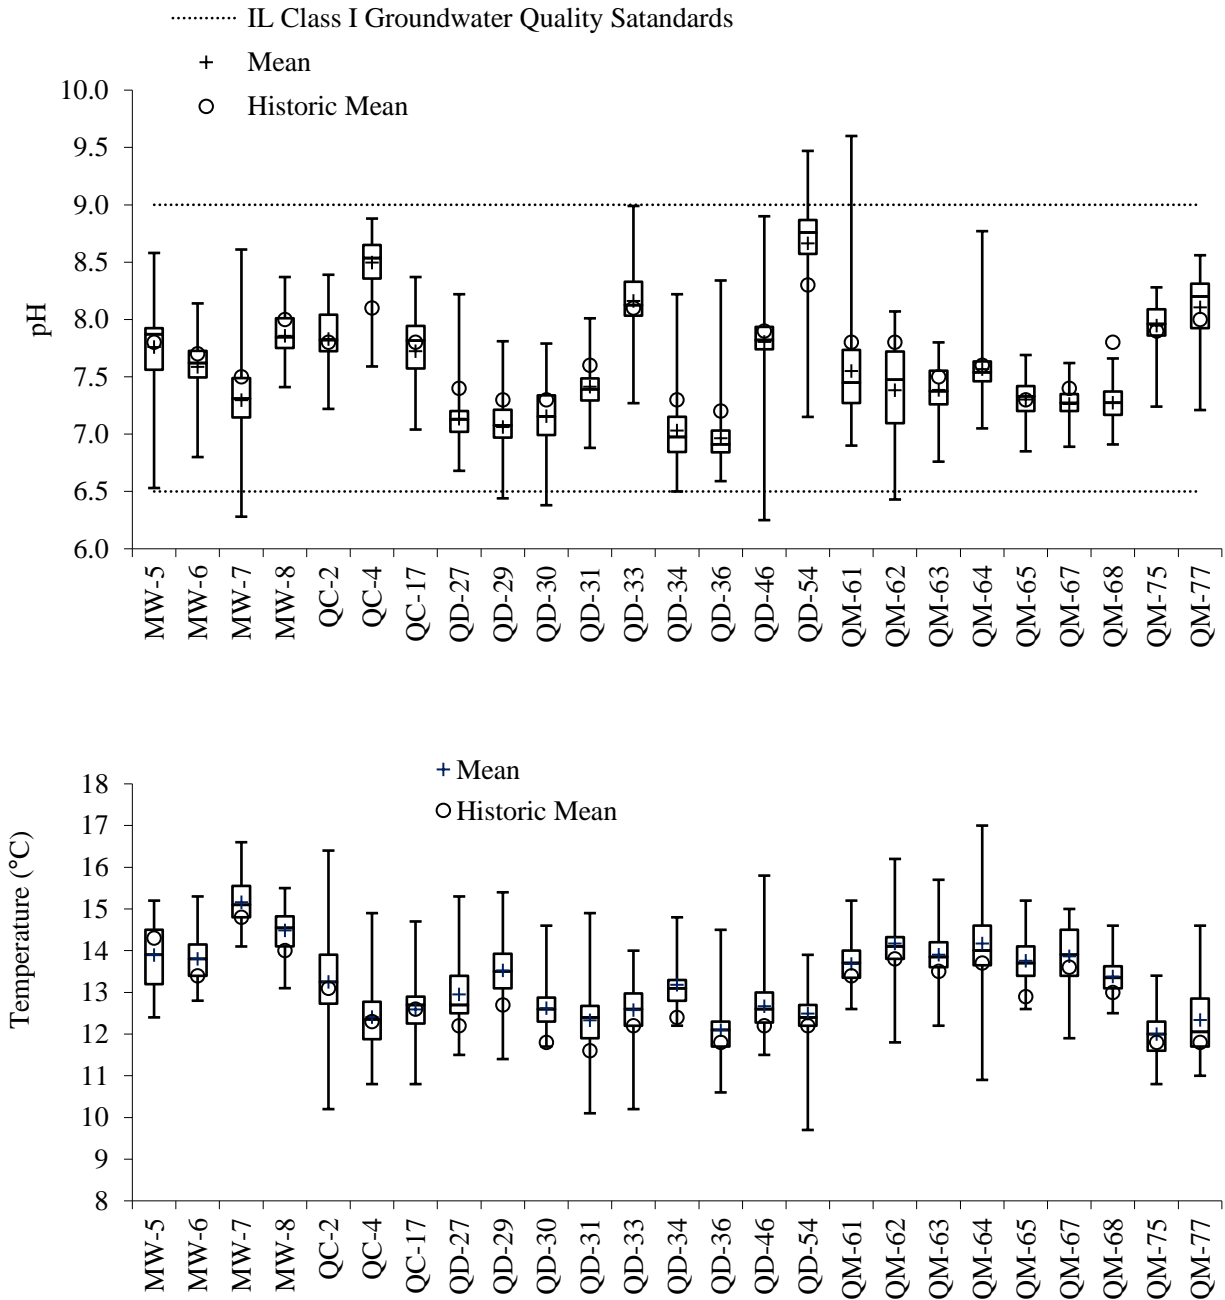 IL Class I Groundwater Quality Satandards
Mean
Historic Mean
10.0
9.5
9.0
8.5
8.0
7.5
7.0
6.5
6.0
pH
MW-5
MW-6
MW-7
MW-8
QC-2
QC-4
QC-17
QD-27
QD-29
QD-30
QD-31
QD-33
QD-34
QD-36
QD-46
QD-54
QM-61
QM-62
QM-63
QM-64
QM-65
QM-67
QM-68
QM-75
QM-77
Mean
Historic Mean
18
17
16
15
14
13
12
11
10
9
8
Temperature (°C)
MW-5
MW-6
MW-7
MW-8
QC-2
QC-4
QC-17
QD-27
QD-29
QD-30
QD-31
QD-33
QD-34
QD-36
QD-46
QD-54
QM-61
QM-62
QM-63
QM-64
QM-65
QM-67
QM-68
QM-75
QM-77